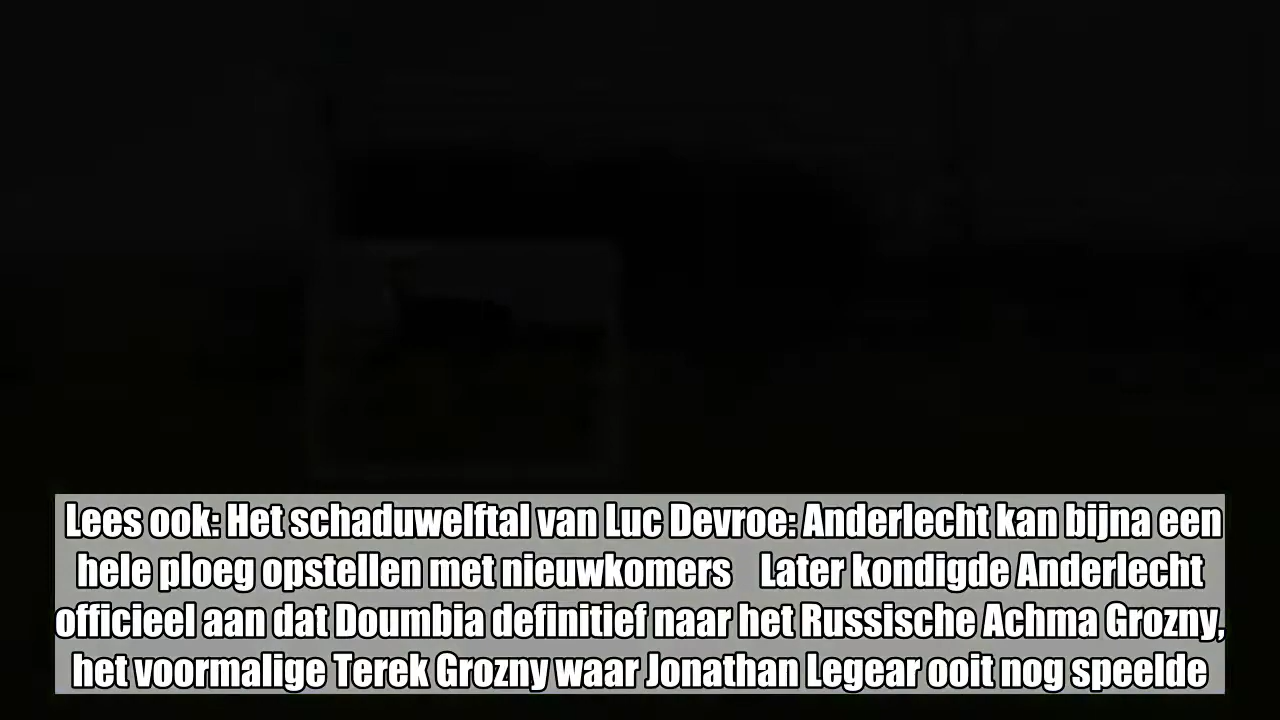 Lees ook: Het schaduwelftal van Luc Devroe: Anderlecht kan bijna een
hele ploeg opstellen met nieuwkomers    Later kondigde Anderlecht
officieel aan dat Doumbia definitief naar het Russische Achma Grozny,
het voormalige Terek Grozny waar Jonathan Legear ooit nog speelde